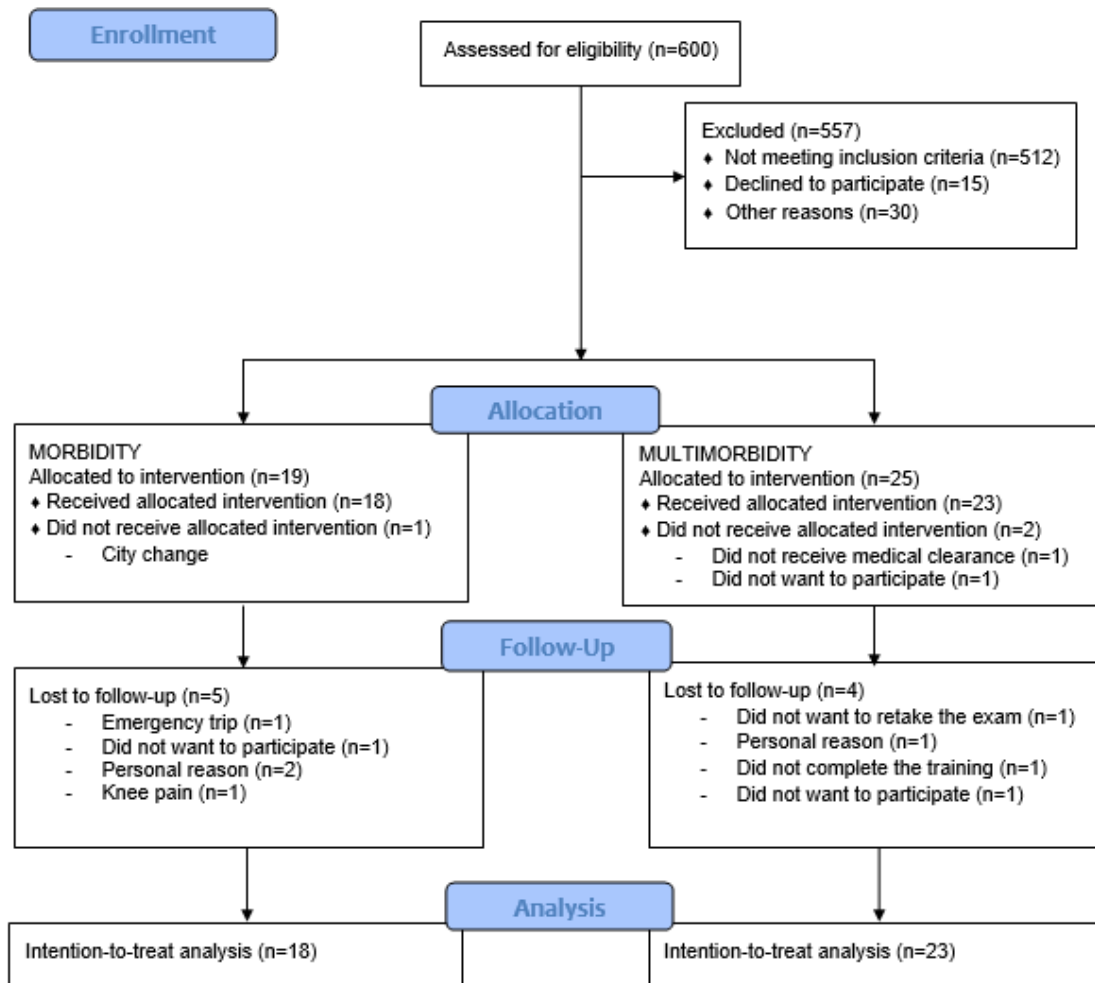 Enrollment
Assessed for eligibility (n=600)
Excluded (n=557)
♦ Not meeting inclusion criteria (n=512)
♦ Declined to participate (n=15)
♦ Other reasons (n=30)
Allocation
MORBIDITY
Allocated to intervention (n=19)
♦ Received allocated intervention (n=18)
♦ Did not receive allocated intervention (n=1)
- City change
MULTIMORBIDITY
Allocated to intervention (n=25)
♦ Received allocated intervention (n=23)
♦ Did not receive allocated intervention (n=2)
- Did not receive medical clearance (n=1)
- Did not want to participate (n=1)
Follow-Up
Lost to follow-up (n=5)
- Emergency trip (n=1)
- Did not want to participate (n=1)
- Personal reason (n=2)
- Knee pain (n=1)
Lost to follow-up (n=4)
- Did not want to retake the exam (n=1)
- Personal reason (n=1)
- Did not complete the training (n=1)
- Did not want to participate (n=1)
Analysis
Intention-to-treat analysis (n=18)
Intention-to-treat analysis (n=23)